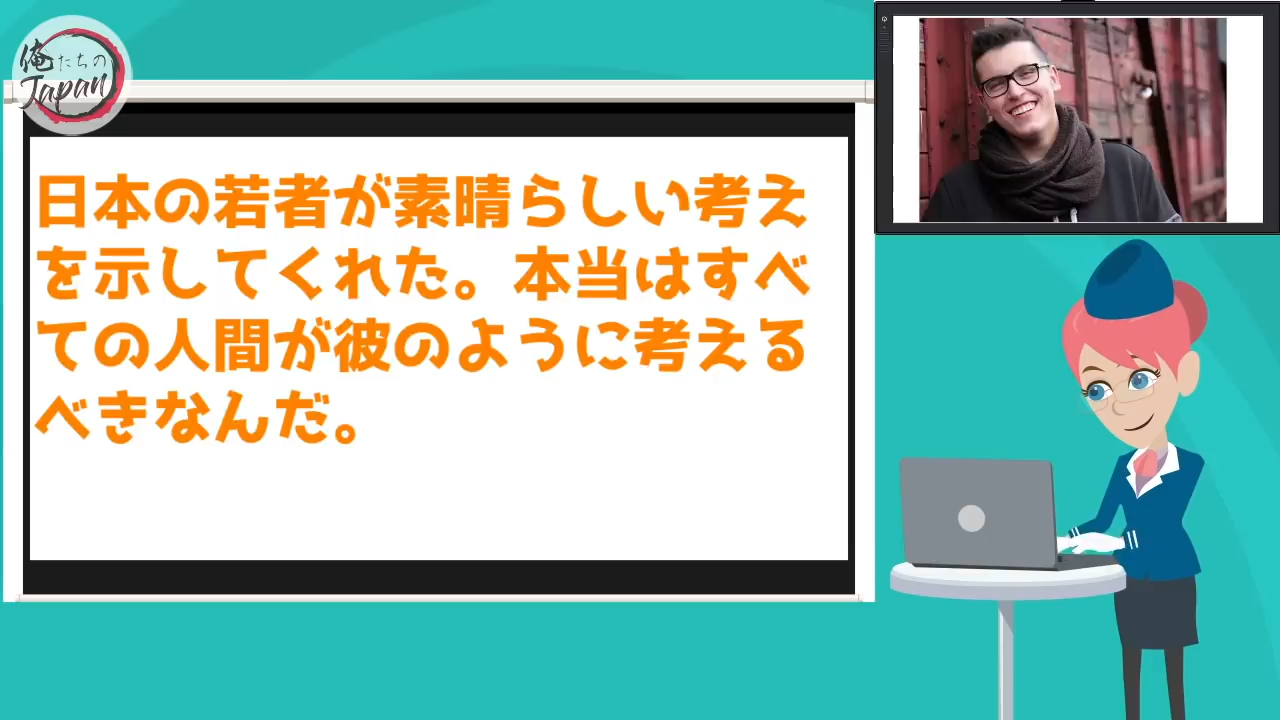 俺たちの
Japan
日本の若者が素晴らしい考え
を示してくれた。本当はすべ
ての人間が彼のように考える
べきなんだ。